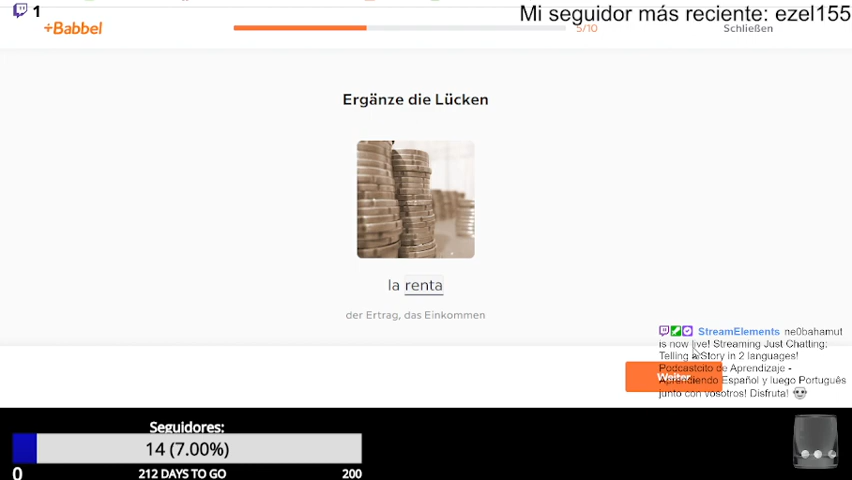 1
Mi seguidor más reciente: ezel155
÷Babbel
5/10
Schließen
Ergänze die Lücken
la renta
der Ertrag, das Einkommen
StreamElements ne0bahamut
is now live! Streaming Just Chatting:
Telling a Story in 2 languages!
Podcastcito de Aprendizaje -
Weiter
Aprendiendo Español y luego Portugués
junto con vosotros! Disfruta!
Seguidores:
14 (7.00%)
0
212 DAYS TO GO
200